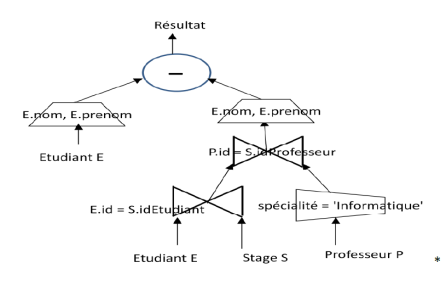 Résultat
−
E.nom, E.prenom
E.nom, E.prenom
Etudiant E
P.id = S.idProfesseur
E.id = S.idEtudiant
spécialité = 'Informatique'
Etudiant E
Stage S
Professeur P
*